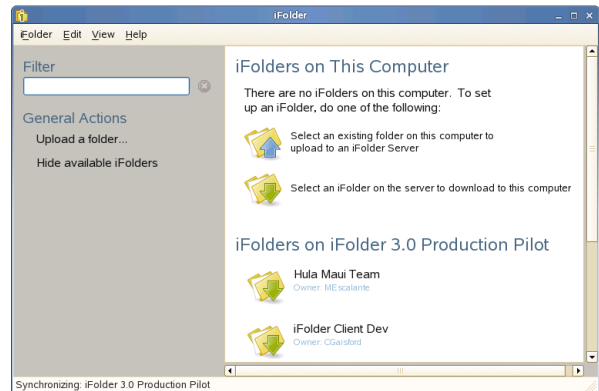 iFolder
iFolder Edit View Help
Filter
General Actions
Upload a folder...
Hide available iFolders
iFolders on This Computer
There are no iFolders on this computer. To set
up an iFolder, do one of the following:
Select an existing folder on this computer to
upload to an iFolder Server
Select an iFolder on the server to download to this computer
iFolders on iFolder 3.0 Production Pilot
Hula Maui Team
Owner: MEscalante
iFolder Client Dev
Owner: CGaisford
Synchronizing: iFolder 3.0 Production Pilot